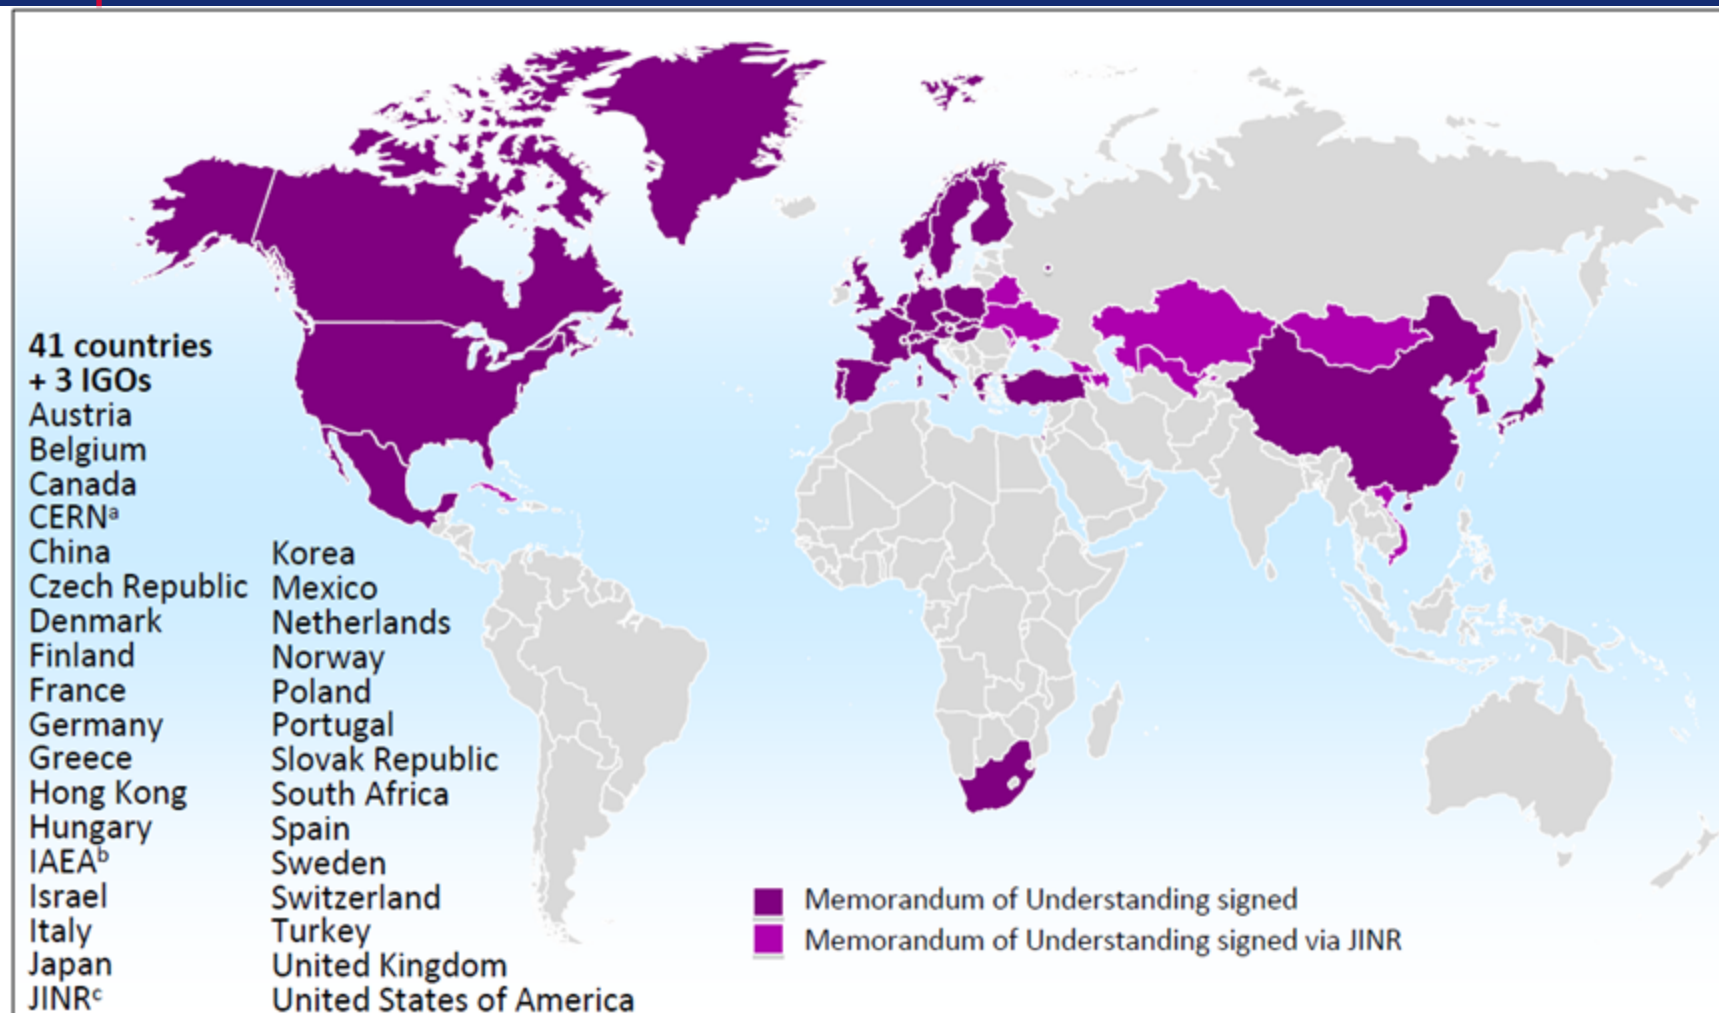 41 countries
+ 3 IGOs
Austria
Belgium
Canada
CERNᵃ
China
Czech Republic
Denmark
Finland
France
Germany
Greece
Hong Kong
Hungary
IAEAᵇ
Israel
Italy
Japan
JINRᶜ
Korea
Mexico
Netherlands
Norway
Poland
Portugal
Slovak Republic
South Africa
Spain
Sweden
Switzerland
Turkey
United Kingdom
United States of America
Memorandum of Understanding signed
Memorandum of Understanding signed via JINR